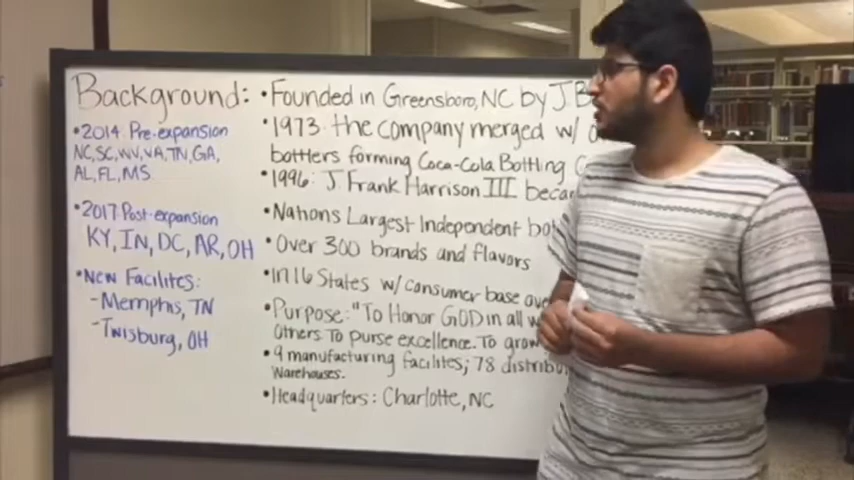 Background:
• 2014 Pre-expansion
NC, SC, WV, VA, TN, GA,
AL, FL, MS
• 2017 Post-expansion
KY, IN, DC, AR, OH
• New Facilites:
- Memphis, TN
- Twisburg, OH
• Founded in Greensboro, NC by J.B
• 1973: the company merged w/
bottlers forming Coca-Cola Bottling
• 1996: J. Frank Harrison III becam
• Nations Largest Independent bot
• Over 300 brands and flavors
• In 16 States w/ consumer base ove
• Purpose: "To Honor GOD in all w
Others To purse excellence. To grow
• 9 manufacturing facilites; 78 distribu
Warehouses.
• Headquarters: Charlotte, NC